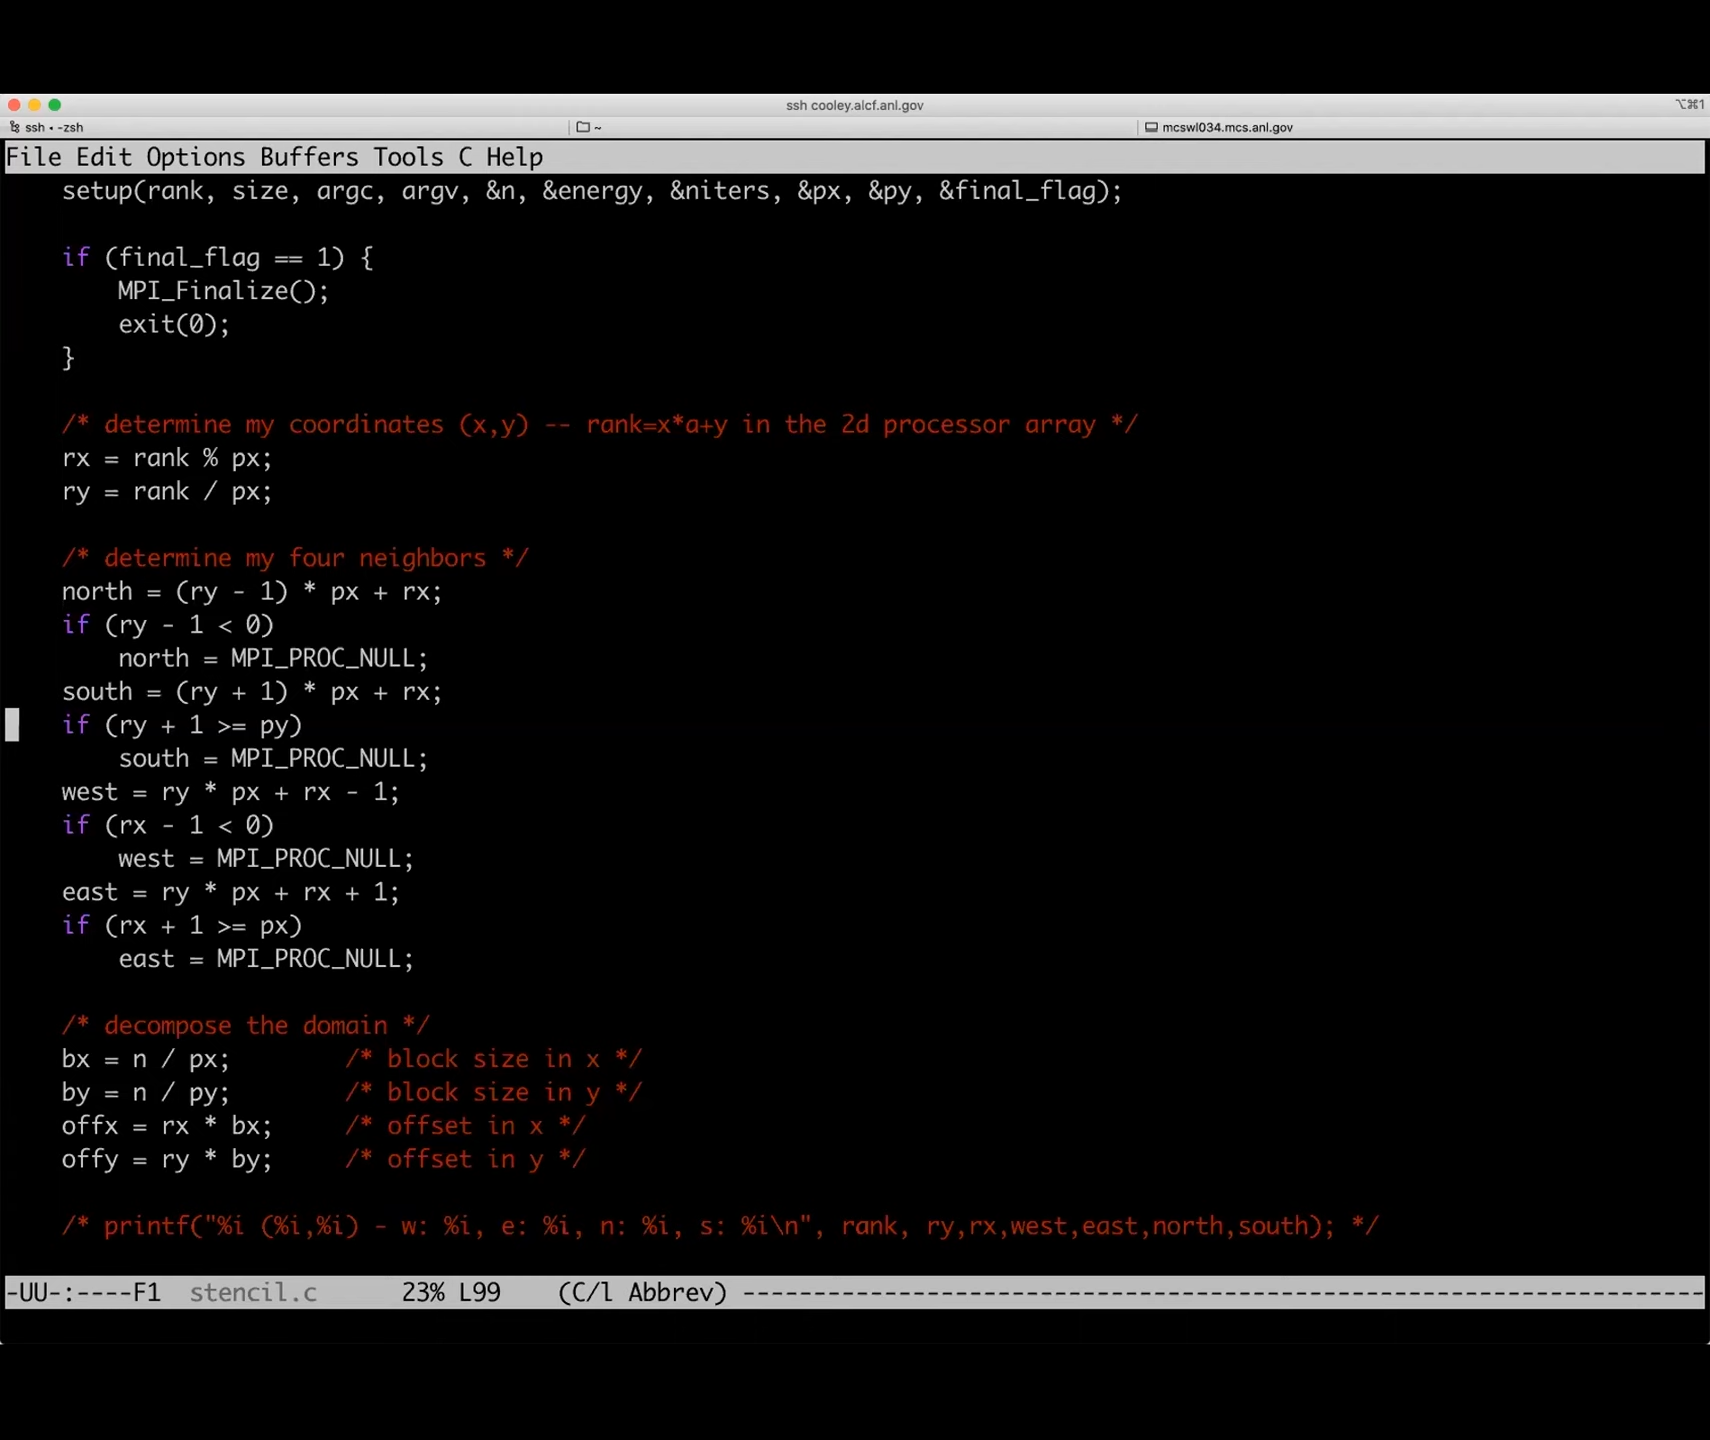 ssh cooley.alcf.anl.gov
⌥⌘1
ssh • -zsh
~
mcswl034.mcs.anl.gov
File Edit Options Buffers Tools C Help
setup(rank, size, argc, argv, &n, &energy, &niters, &px, &py, &final_flag);
if (final_flag == 1) {
MPI_Finalize();
exit(0);
}
/* determine my coordinates (x,y) -- rank=x*a+y in the 2d processor array */
rx = rank % px;
ry = rank / px;
/* determine my four neighbors */
north = (ry - 1) * px + rx;
if (ry - 1 < 0)
north = MPI_PROC_NULL;
south = (ry + 1) * px + rx;
if (ry + 1 >= py)
south = MPI_PROC_NULL;
west = ry * px + rx - 1;
if (rx - 1 < 0)
west = MPI_PROC_NULL;
east = ry * px + rx + 1;
if (rx + 1 >= px)
east = MPI_PROC_NULL;
/* decompose the domain */
bx = n / px; /* block size in x */
by = n / py; /* block size in y */
offx = rx * bx; /* offset in x */
offy = ry * by; /* offset in y */
/* printf("%i (%i,%i) - w: %i, e: %i, n: %i, s: %i\n", rank, ry,rx,west,east,north,south); */
-UU-:----F1 stencil.c 23% L99 (C/l Abbrev) --------------------------------------------------------------------